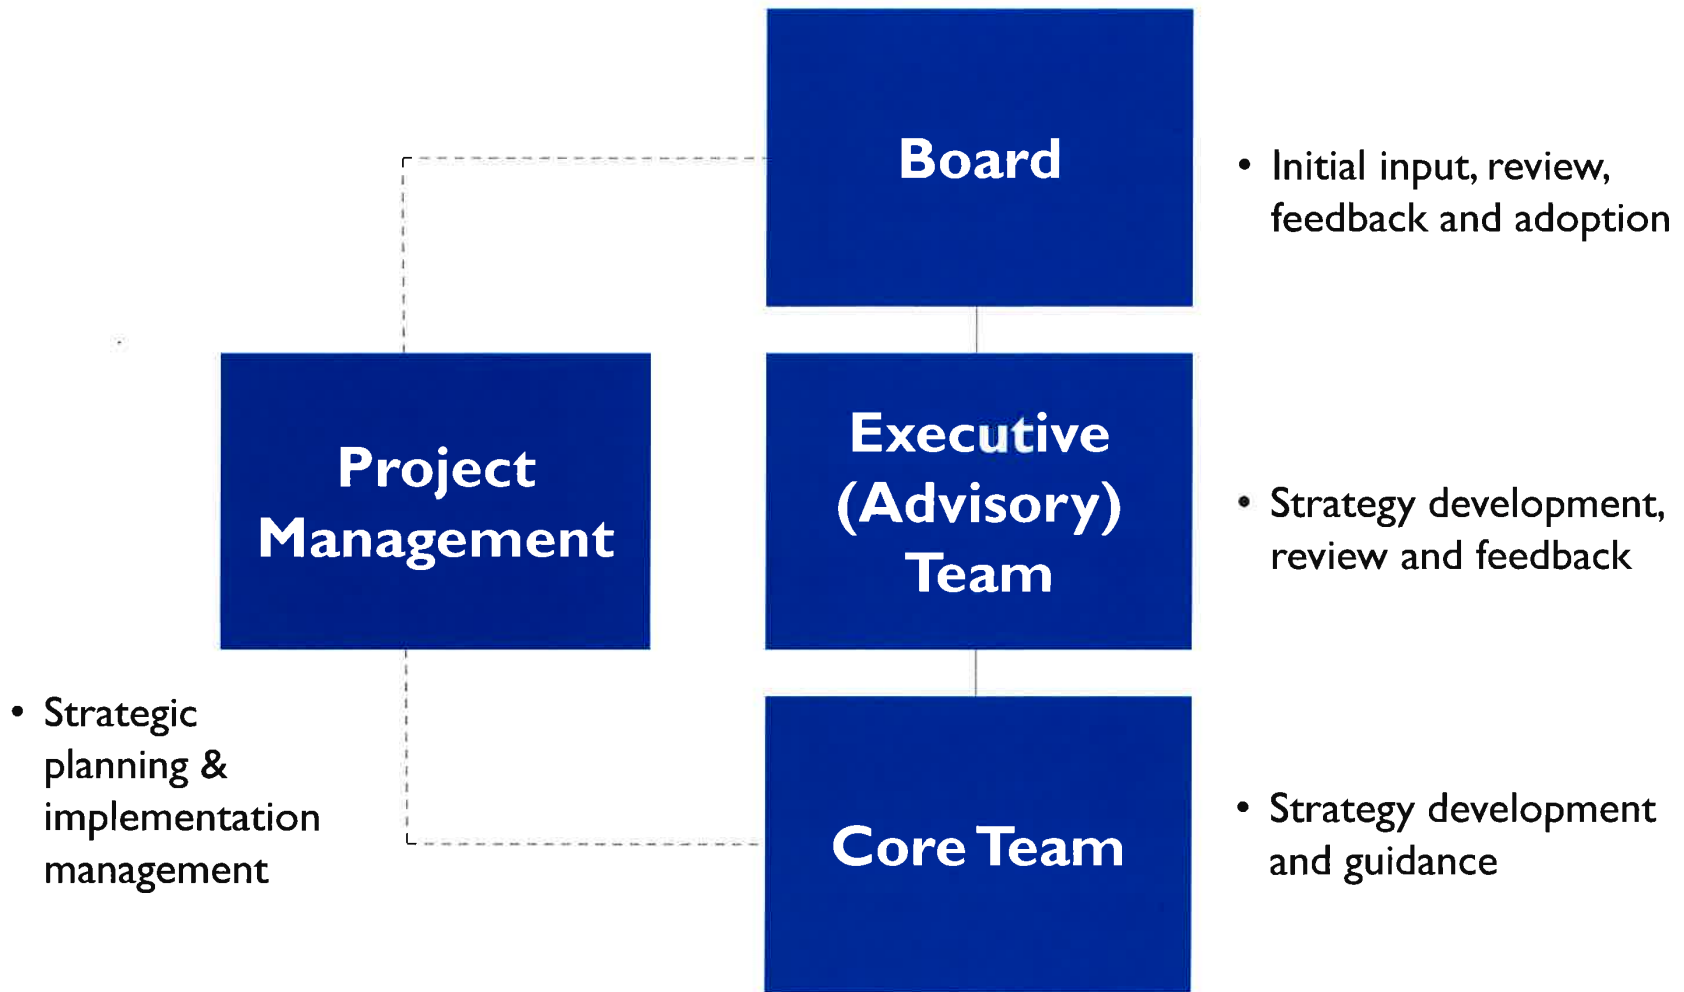 Board
• Initial input, review,
feedback and adoption
Project
Management
Executive
(Advisory)
Team
• Strategy development,
review and feedback
• Strategic
planning &
implementation
management
Core Team
• Strategy development
and guidance